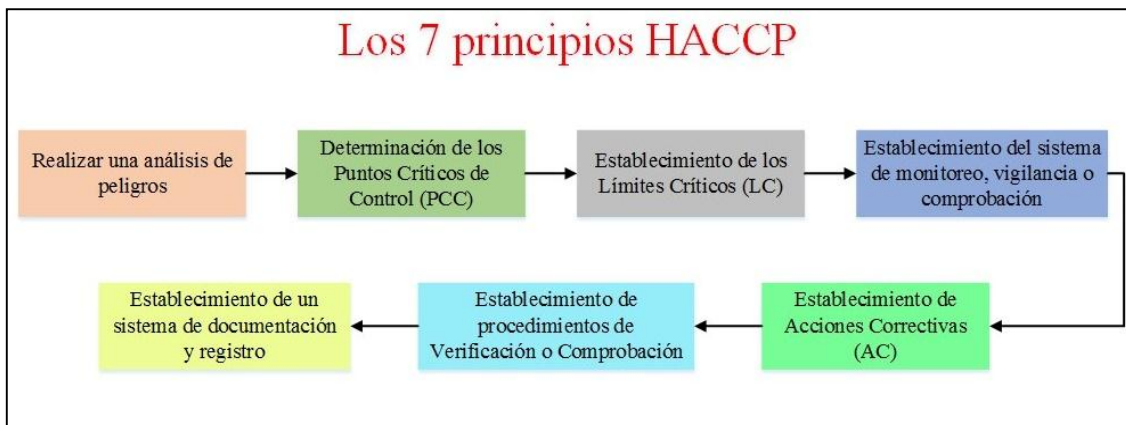 Los 7 principios HACCP
Realizar una análisis de
peligros
Determinación de los
Puntos Críticos de
Control (PCC)
Establecimiento de los
Límites Críticos (LC)
Establecimiento del sistema
de monitoreo, vigilancia o
comprobación
Establecimiento de
Acciones Correctivas
(AC)
Establecimiento de
procedimientos de
Verificación o Comprobación
Establecimiento de un
sistema de documentación
y registro